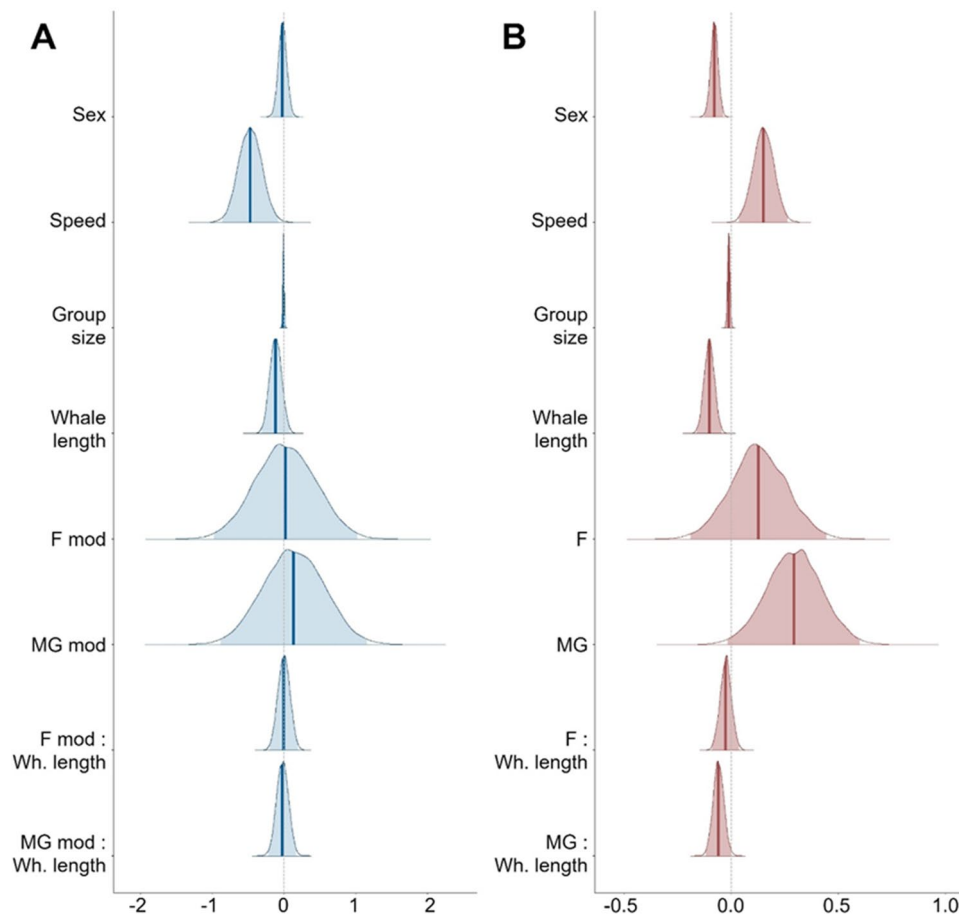 A
Sex
Speed
Group
size
Whale
length
F mod
MG mod
F mod :
Wh. length
MG mod :
Wh. length
-2 -1 0 1 2
B
Sex
Speed
Group
size
Whale
length
F
MG
F :
Wh. length
MG :
Wh. length
-0.5 0.0 0.5 1.0